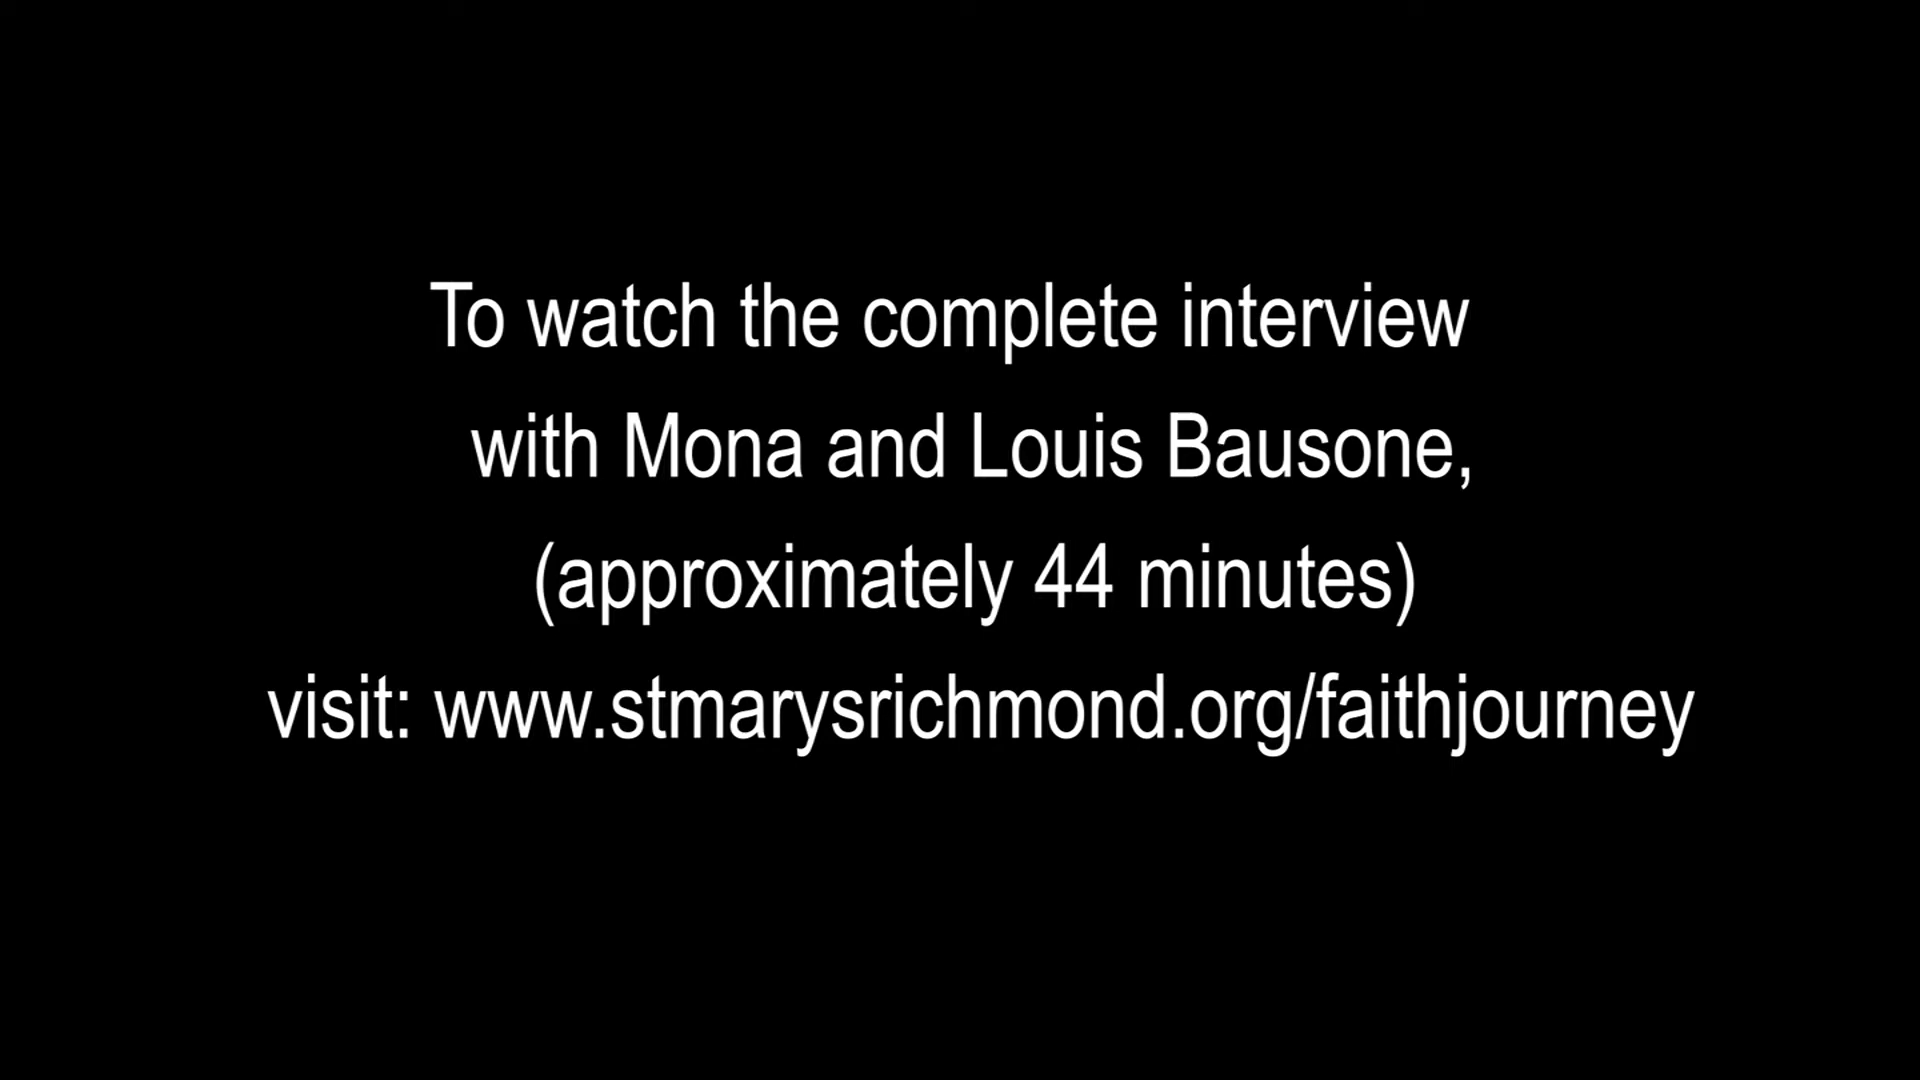 To watch the complete interview
with Mona and Louis Bausone,
(approximately 44 minutes)
visit: www.stmarysrichmond.org/faithjourney